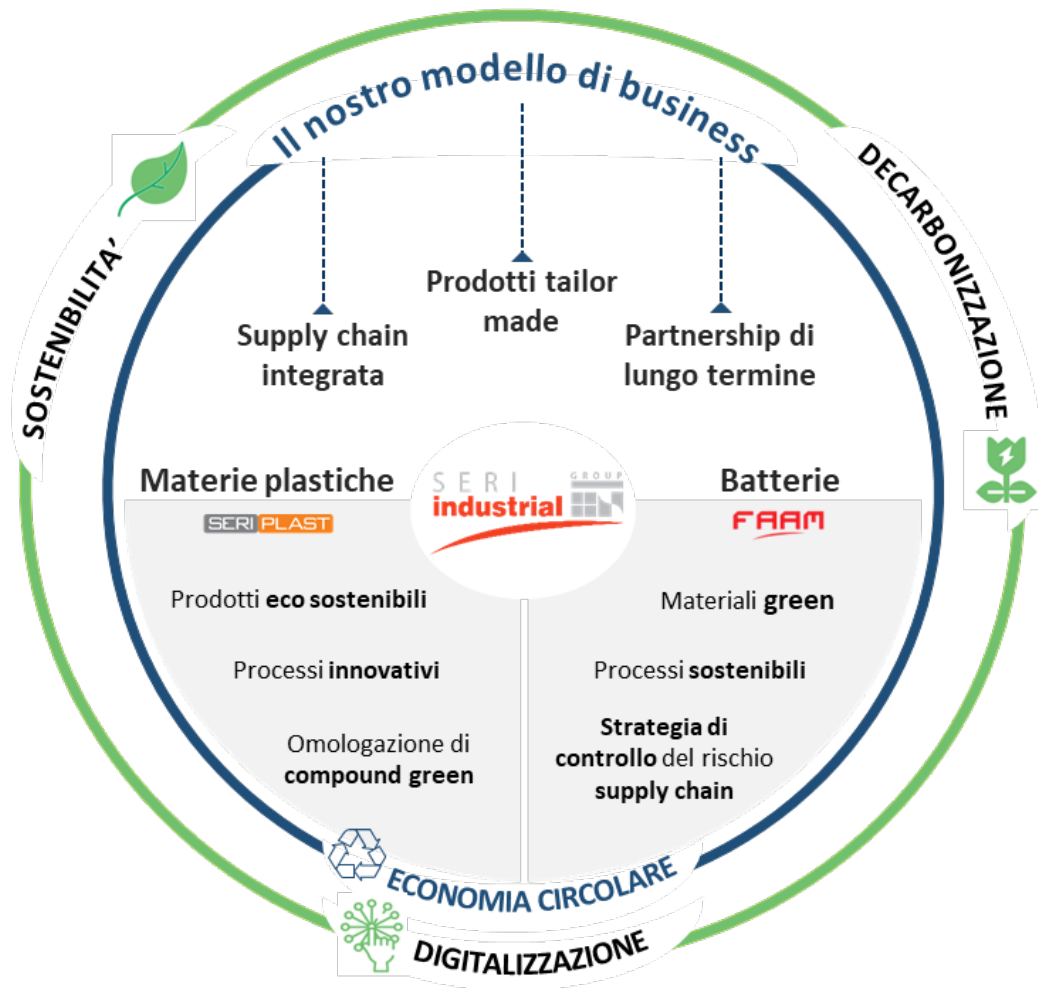 Il nostro modello di business
SOSTENIBILITA’
DECARBONIZZAZIONE
Supply chain
integrata
Prodotti tailor
made
Partnership di
lungo termine
Materie plastiche
SERI PLAST
SERI
industrial
GROUP
Batterie
FAAM
Prodotti eco sostenibili
Processi innovativi
Omologazione di
compound green
Materiali green
Processi sostenibili
Strategia di
controllo del rischio
supply chain
ECONOMIA CIRCOLARE
DIGITALIZZAZIONE